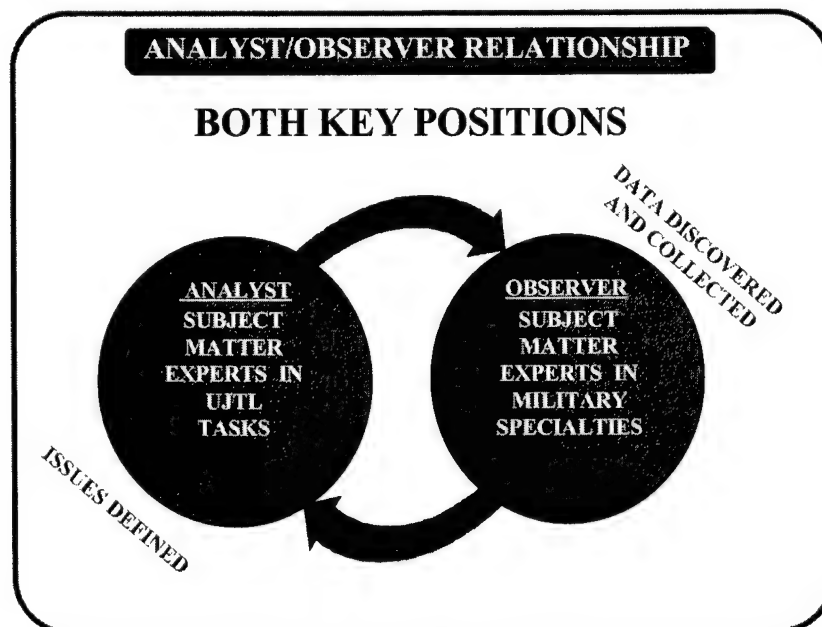 ANALYST/OBSERVER RELATIONSHIP
BOTH KEY POSITIONS
DATA DISCOVERED
AND COLLECTED
ANALYST
SUBJECT
MATTER
EXPERTS IN
UJTL
TASKS
OBSERVER
SUBJECT
MATTER
EXPERTS IN
MILITARY
SPECIALTIES
ISSUES DEFINED